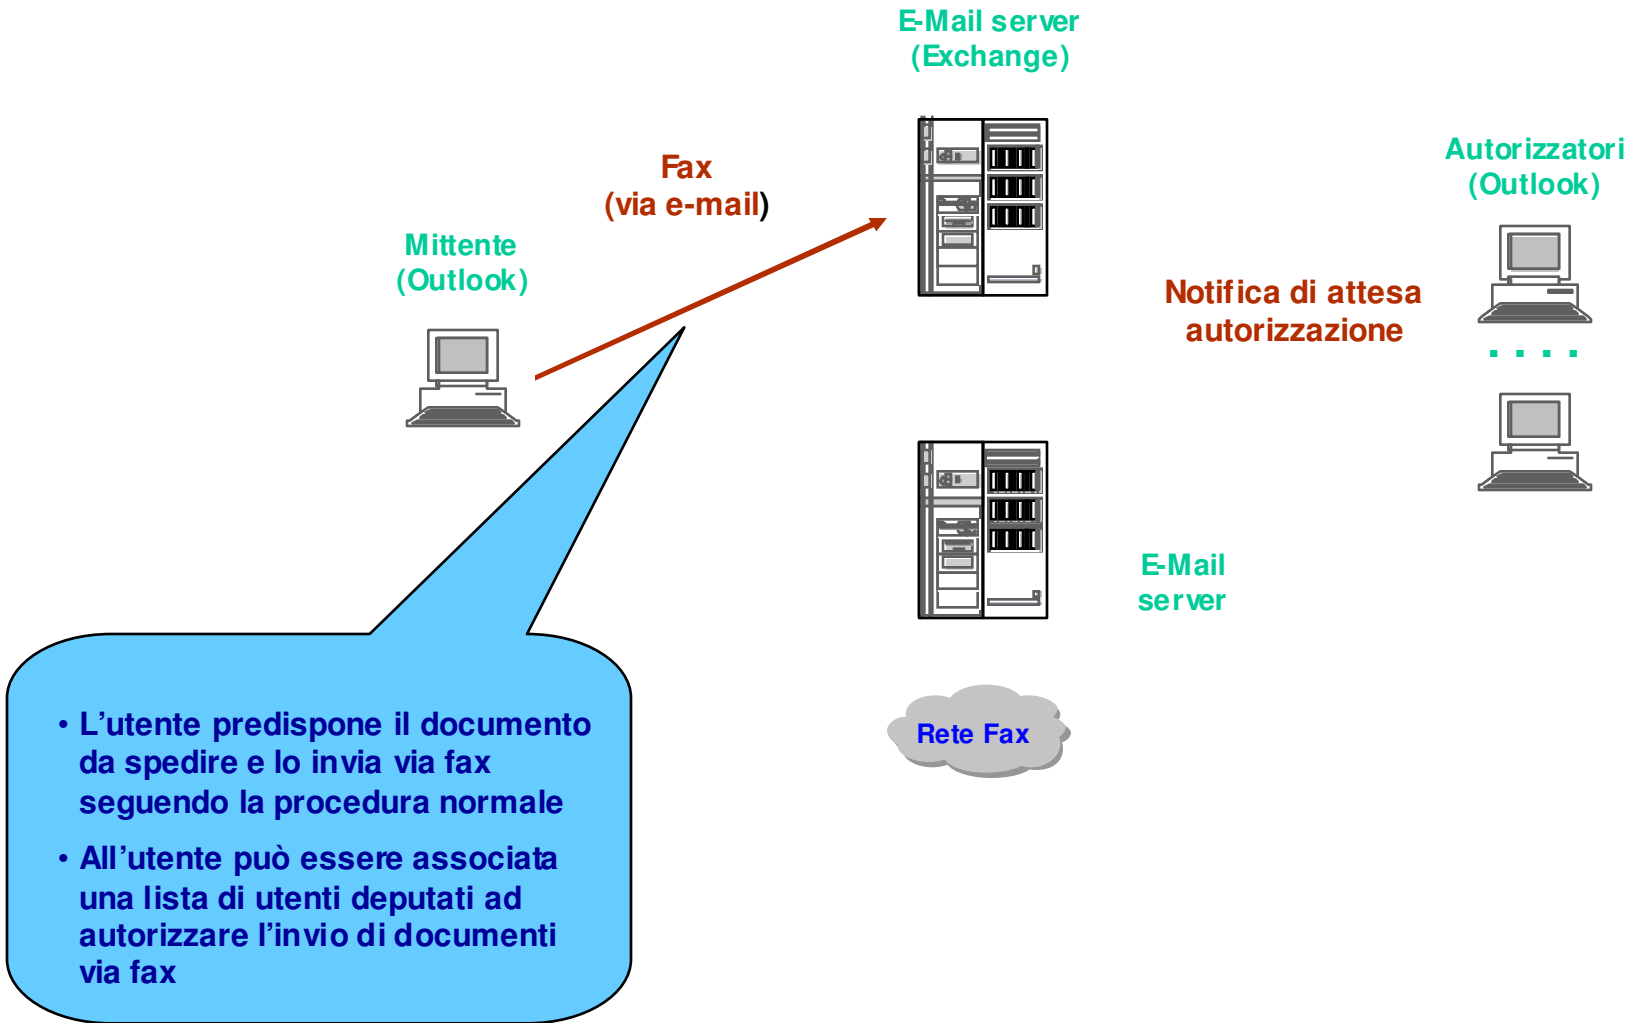 E-Mail server
(Exchange)
Autorizzatori
(Outlook)
Fax
(via e-mail)
Mittente
(Outlook)
Notifica di attesa
autorizzazione
E-Mail
server
Rete Fax
• L’utente predispone il documento
da spedire e lo invia via fax
seguendo la procedura normale
• All’utente può essere associata
una lista di utenti deputati ad
autorizzare l’invio di documenti
via fax